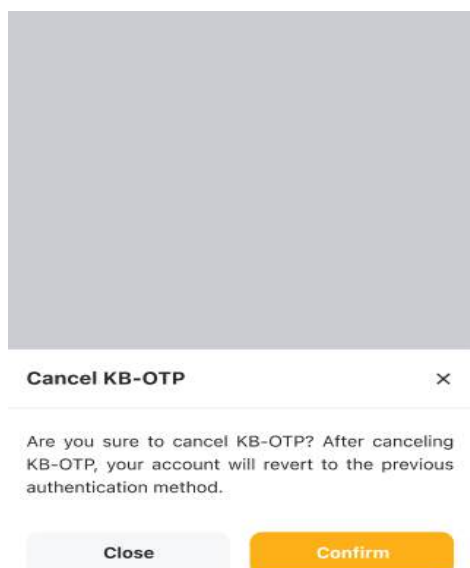 Cancel KB-OTP ×
Are you sure to cancel KB-OTP? After canceling
KB-OTP, your account will revert to the previous
authentication method.
Close Confirm